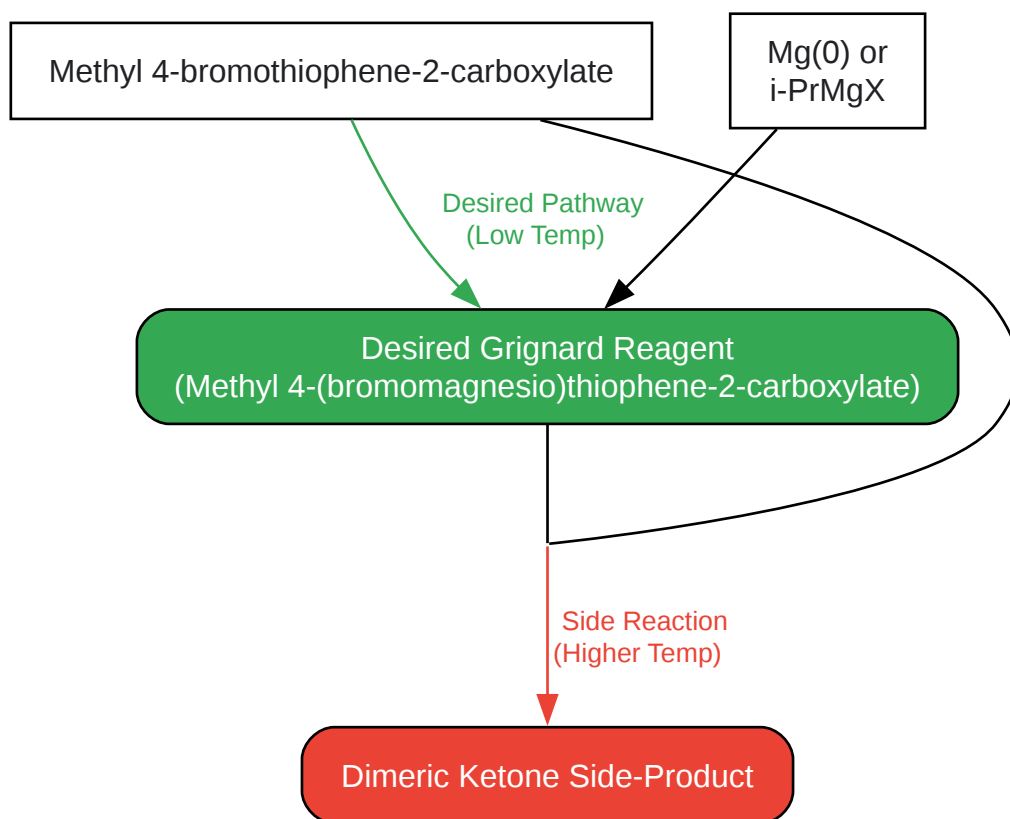 Methyl 4-bromothiophene-2-carboxylate
Mg(0) or
i-PrMgX
Desired Pathway
(Low Temp)
Desired Grignard Reagent
(Methyl 4-(bromomagnesio)thiophene-2-carboxylate)
Side Reaction
(Higher Temp)
Dimeric Ketone Side-Product